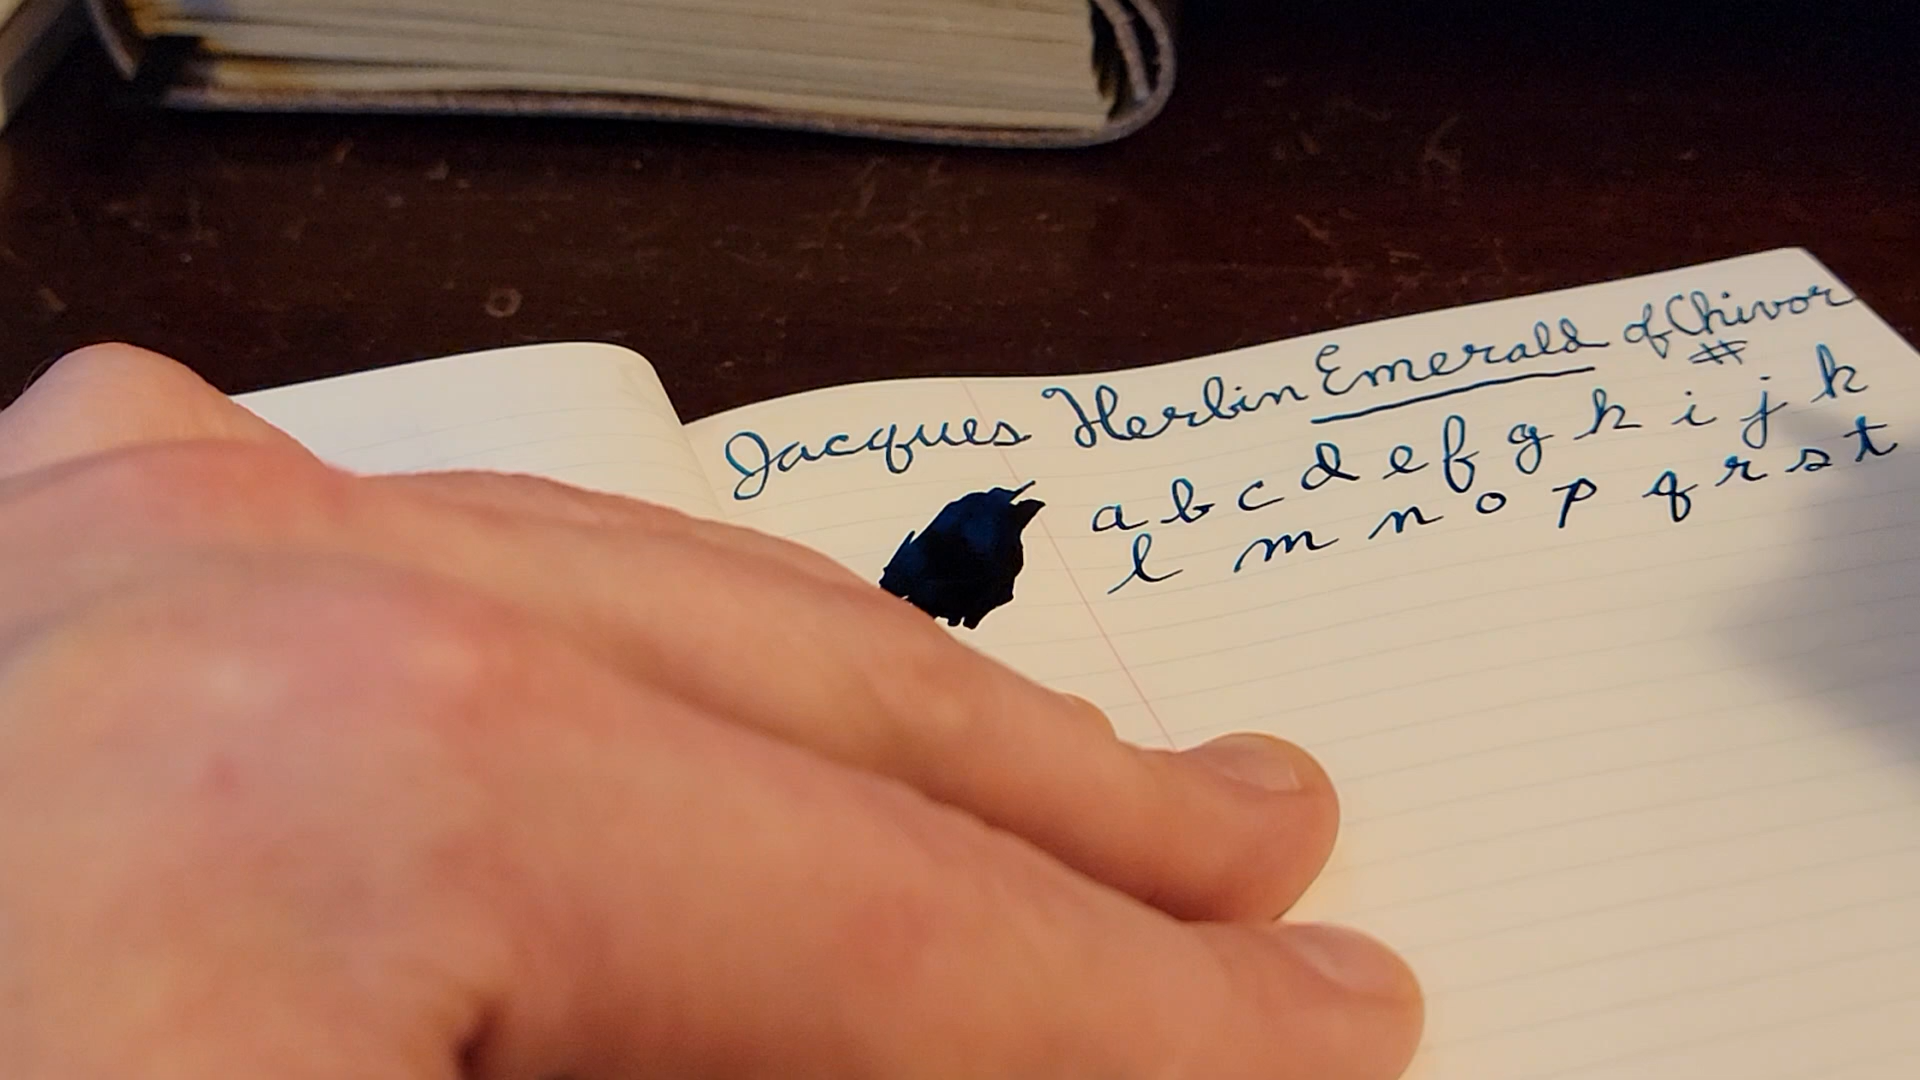 Jacques Herbin Emerald of Chivor
#
a b c d e f g h i j k
l m n o p q r s t